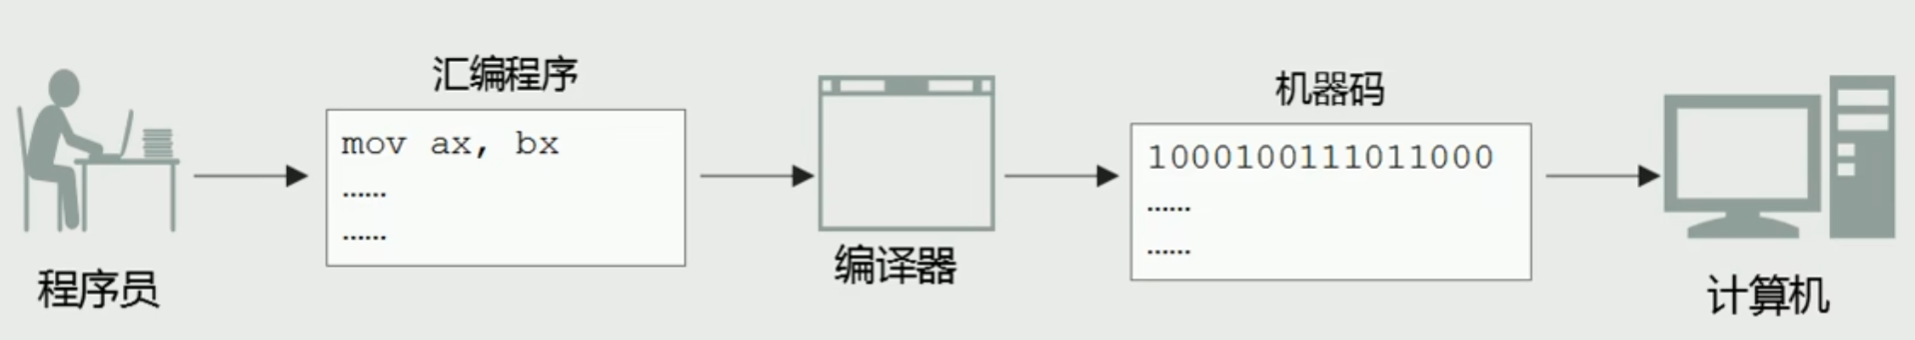 程序员
汇编程序
mov ax, bx
……
……
编译器
机器码
1000100111011000
……
……
计算机